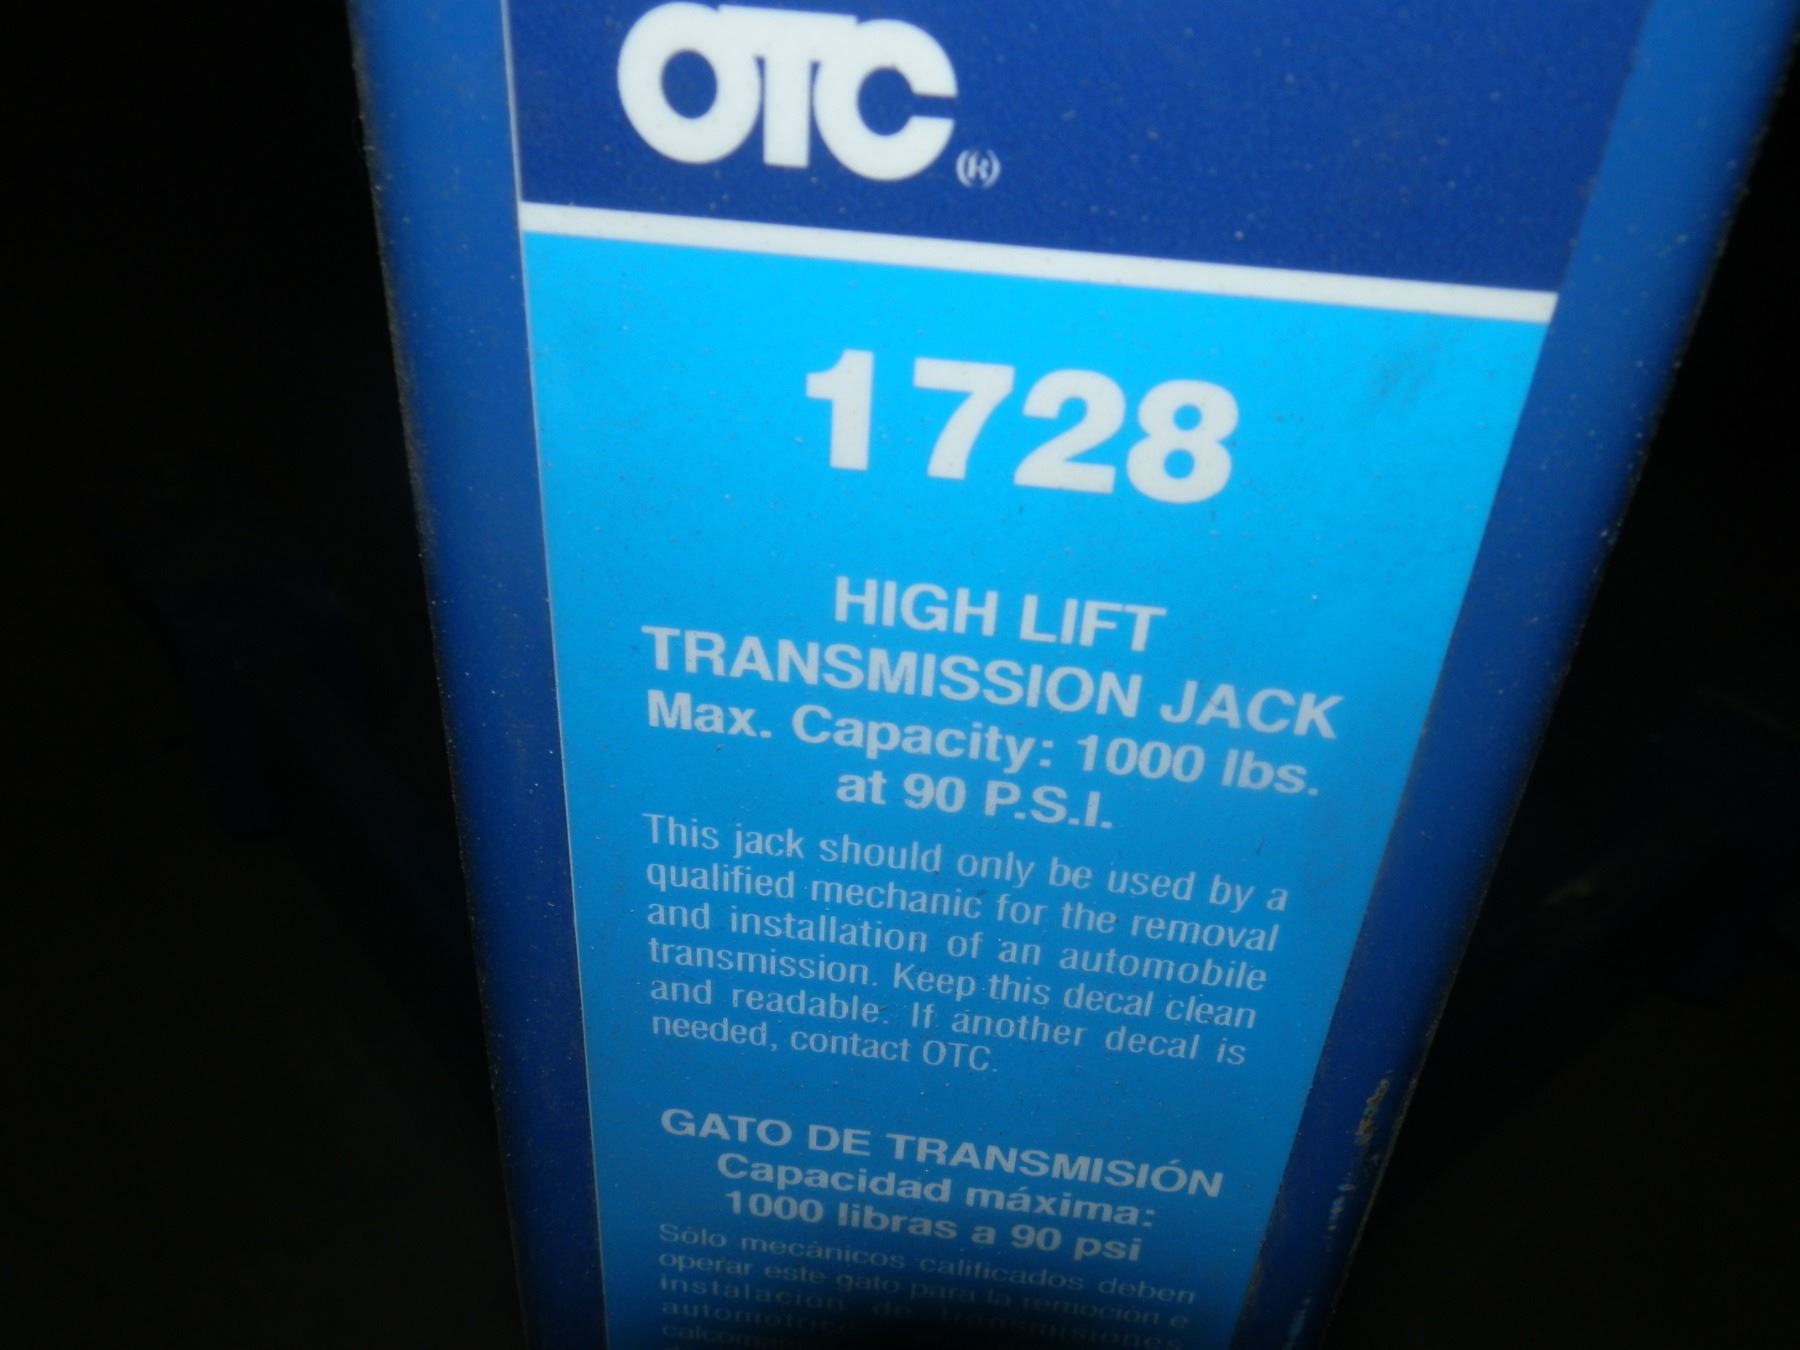 OTC (R)
1728
HIGH LIFT
TRANSMISSION JACK
Max. Capacity: 1000 lbs.
at 90 P.S.I.
This jack should only be used by a
qualified mechanic for the removal
and installation of an automobile
transmission. Keep this decal clean
and readable. If another decal is
needed, contact OTC.
GATO DE TRANSMISIÓN
Capacidad máxima:
1000 libras a 90 psi
Sólo mecánicos calificados deben
operar este gato para la remoción e
instalación de transmisiones